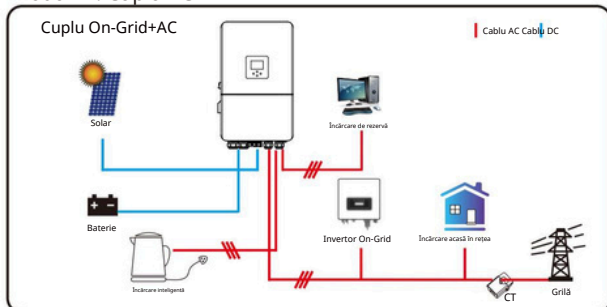 Cuplu On-Grid+AC
Cablu AC Cablu DC
Solar
Încărcare de rezervă
Baterie
Invertor On-Grid
Încărcare acasă în rețea
Încărcare inteligentă
CT
Grilă